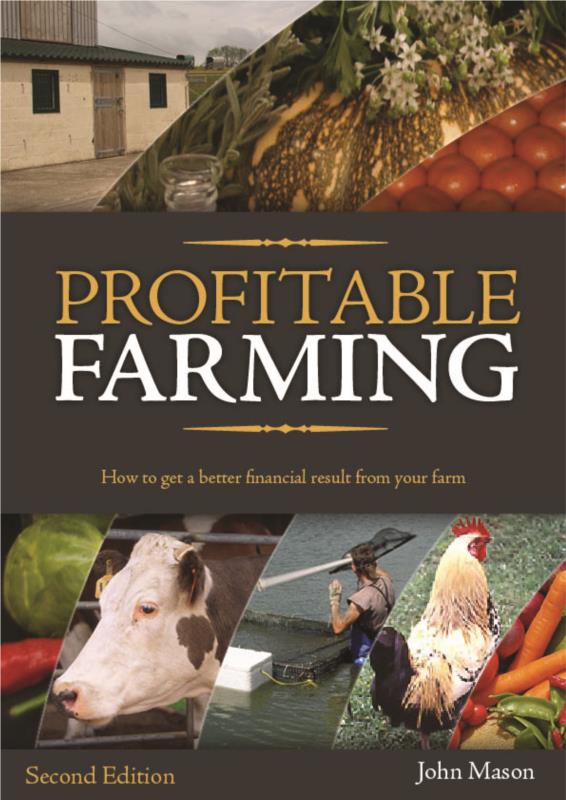 PROFITABLE
FARMING
How to get a better financial result from your farm
Second Edition
John Mason